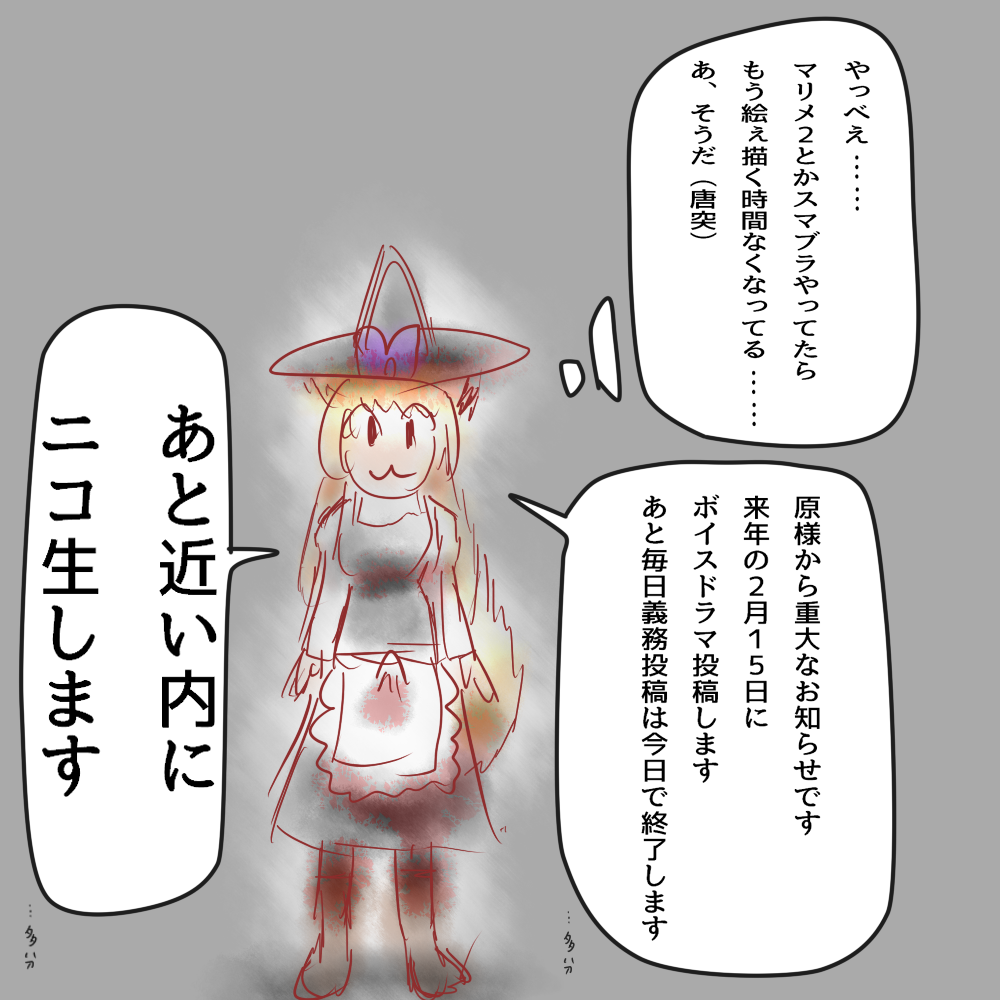 やっべえ……
マリメ２とかスマブラやってたら
もう絵ぇ描く時間なくなってる……
あ、そうだ（唐突）
原様から重大なお知らせです
来年の２月１５日に
ボイスドラマ投稿します
あと毎日義務投稿は今日で終了します
…多分
あと近い内に
ニコ生します
…多分